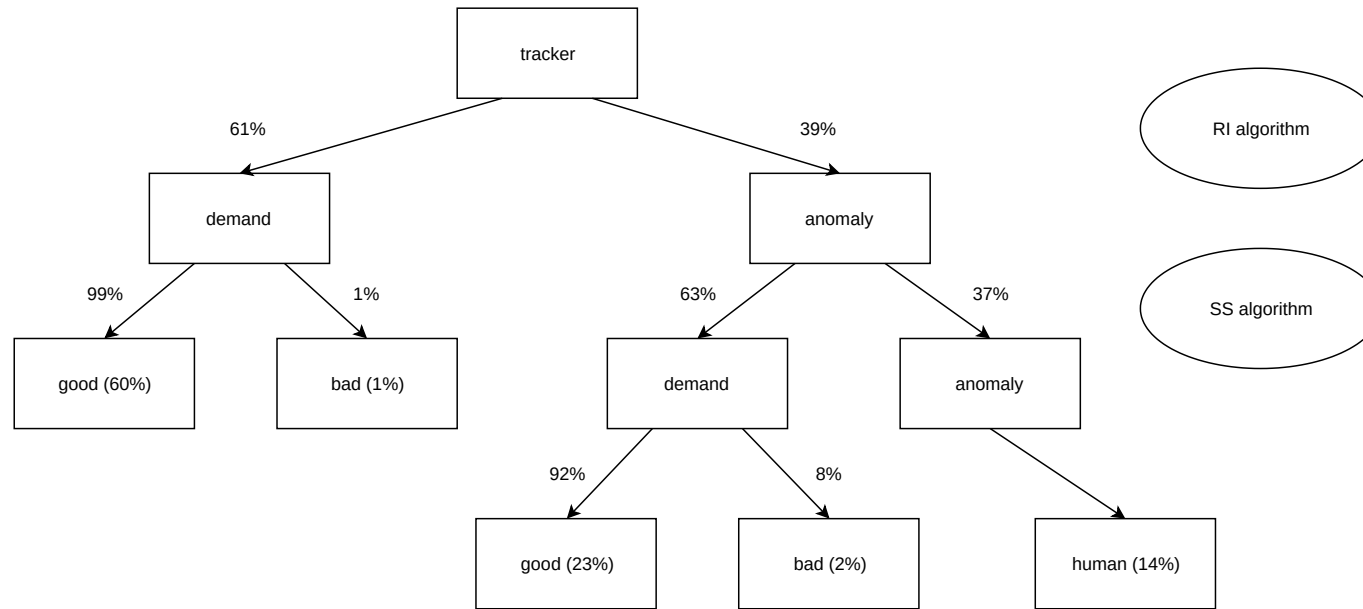 tracker
61%
39%
RI algorithm
demand
anomaly
99%
1%
63%
37%
SS algorithm
good (60%)
bad (1%)
demand
anomaly
92%
8%
good (23%)
bad (2%)
human (14%)